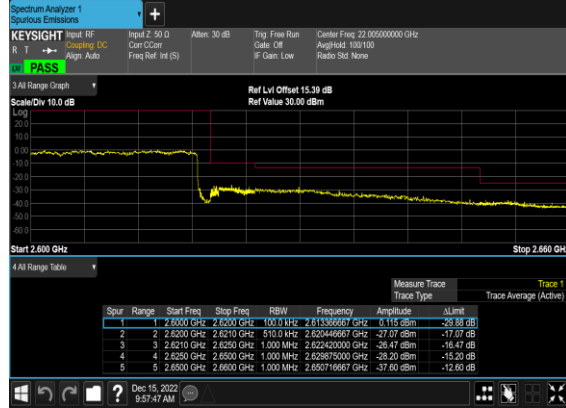 Spectrum Analyzer 1
Spurious Emissions
+
KEYSIGHT Input: RF Input Z: 50 Ω Atten: 30 dB Trig: Free Run Center Freq: 22.005000000 GHz
R T Coupling: DC Corr CCorr Gate: Off Avg|Hold: 100/100
Align: Auto Freq Ref: Int (S) IF Gain: Low Radio Std: None
PASS
3 All Range Graph
Ref Lvl Offset 15.39 dB
Scale/Div 10.0 dB Ref Value 30.00 dBm
Log
20.0
10.0
0.00
-10.0
-20.0
-30.0
-40.0
-50.0
-60.0
Start 2.600 GHz Stop 2.660 GH
4 All Range Table
Measure Trace Trace 1
Trace Type Trace Average (Active)
Spur Range Start Freq Stop Freq RBW Frequency Amplitude ΔLimit
1 1 2.6000 GHz 2.6200 GHz 100.0 kHz 2.613366667 GHz 0.115 dBm -29.88 dB
2 2 2.6200 GHz 2.6210 GHz 510.0 kHz 2.620446667 GHz -27.07 dBm -17.07 dB
3 3 2.6210 GHz 2.6250 GHz 1.000 MHz 2.622420000 GHz -26.47 dBm -16.47 dB
4 4 2.6250 GHz 2.6500 GHz 1.000 MHz 2.629875000 GHz -28.20 dBm -15.20 dB
5 5 2.6500 GHz 2.6600 GHz 1.000 MHz 2.650716667 GHz -37.60 dBm -12.60 dB
? Dec 15, 2022
9:57:47 AM